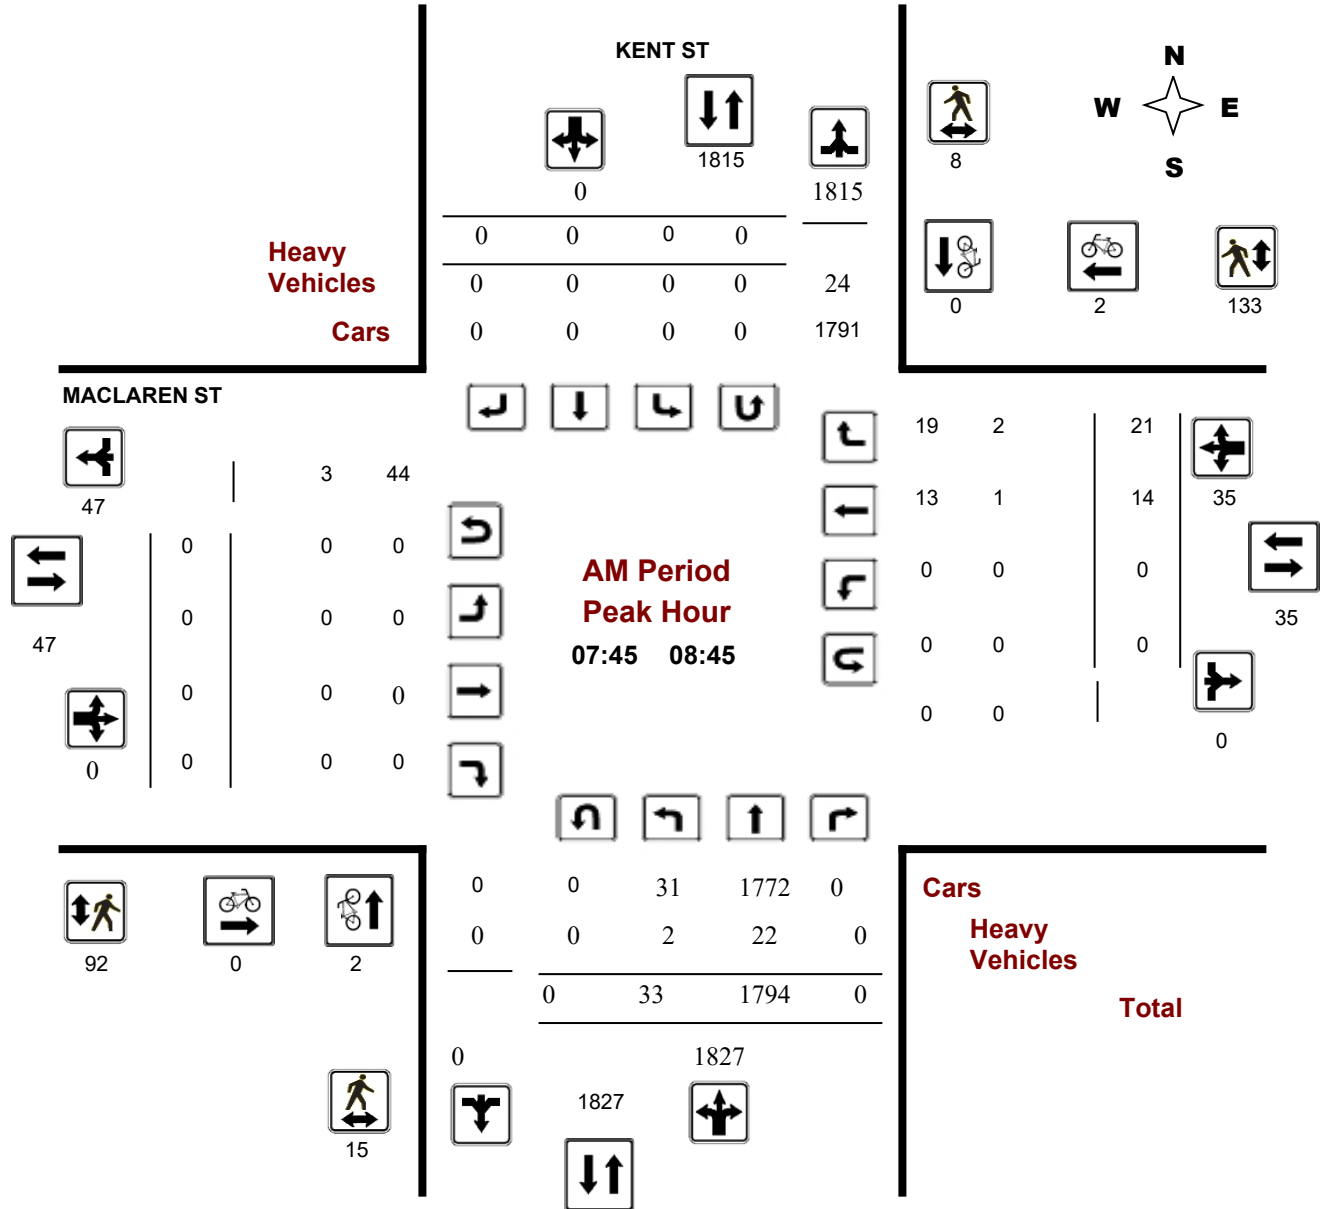 KENT ST
N
W E
S
1815
8
0
1815
0 0 0 0
Heavy
Vehicles
0 0 0 0 24
0 2 133
Cars
0 0 0 0 1791
MACLAREN ST
19 2 21
3 44
47
13 1 14 35
0 0 0
AM Period
0 0 0
Peak Hour
0 0 0
35
47
07:45 08:45
0 0 0
0 0 0
0 0
0
0 0 0
0
0 0 31 1772 0
Cars
0 0 2 22 0
Heavy
Vehicles
92 0 2
0 33 1794 0
Total
0 1827
1827
15